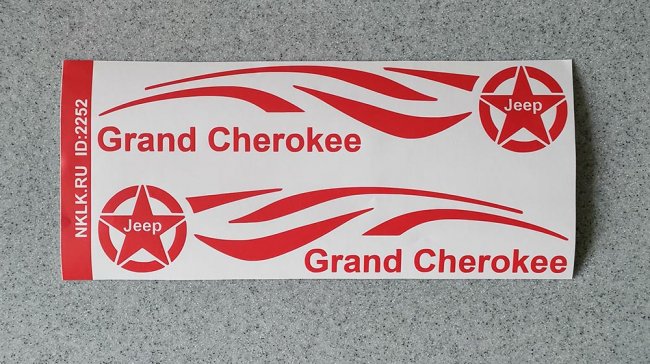 NKLK.RU ID:2252
Jeep
Grand Cherokee
Jeep
Grand Cherokee